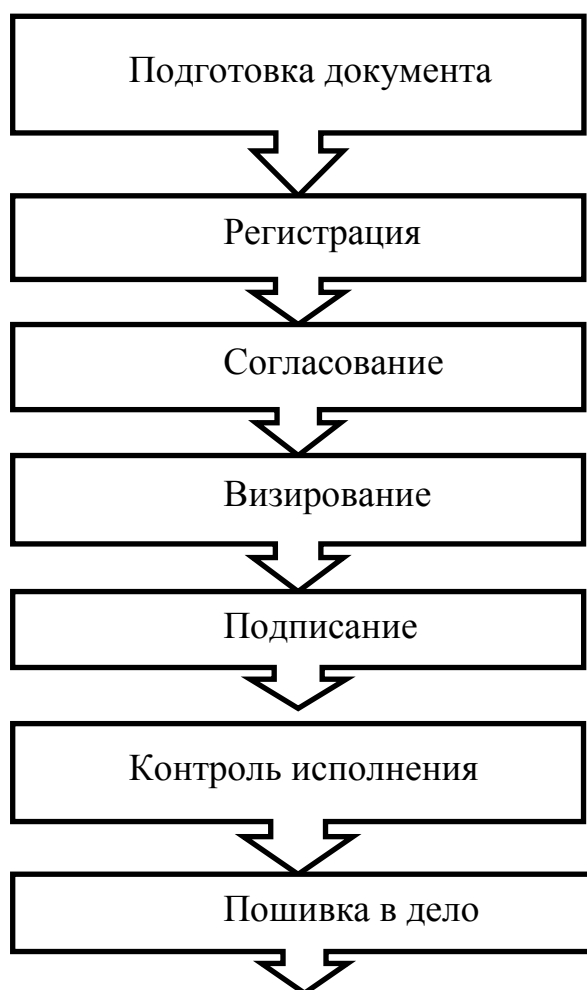 Подготовка документа
Регистрация
Согласование
Визирование
Подписание
Контроль исполнения
Пошивка в дело